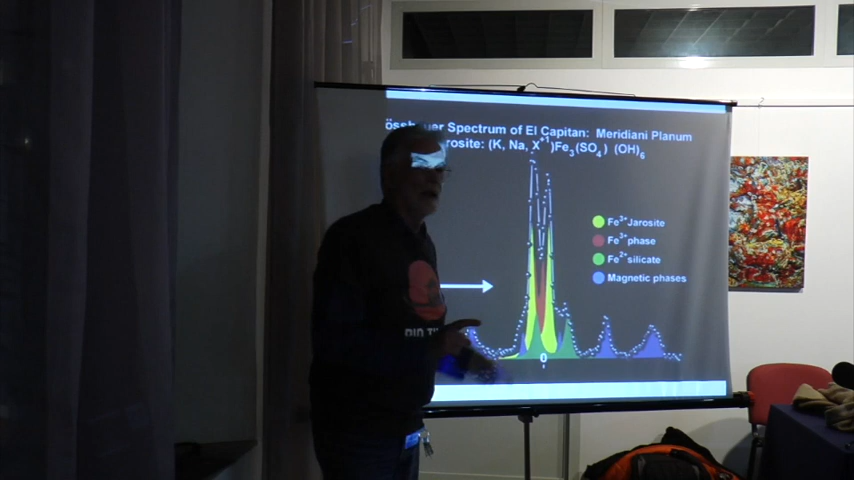 össbauer Spectrum of El Capitan: Meridiani Planum
rosite: (K, Na, X⁺¹)Fe₃(SO₄) (OH)₆
Fe³⁺Jarosite
Fe³⁺phase
Fe²⁺silicate
Magnetic phases
0